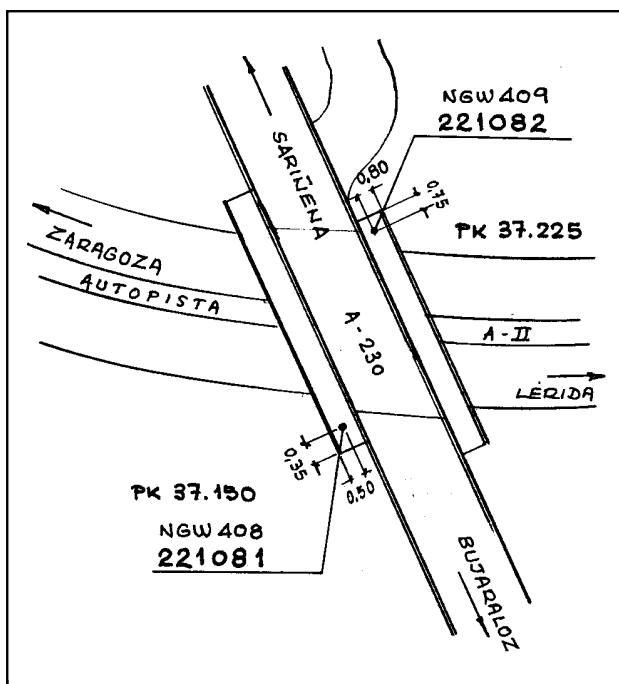 NGW 409
221082
SARIÑENA
0,80
0,75
PK 37.225
ZARAGOZA
AUTOPISTA
A-230
A-II
LERIDA
0,35
0,50
PK 37.150
NGW 408
221081
BUJARALOZ